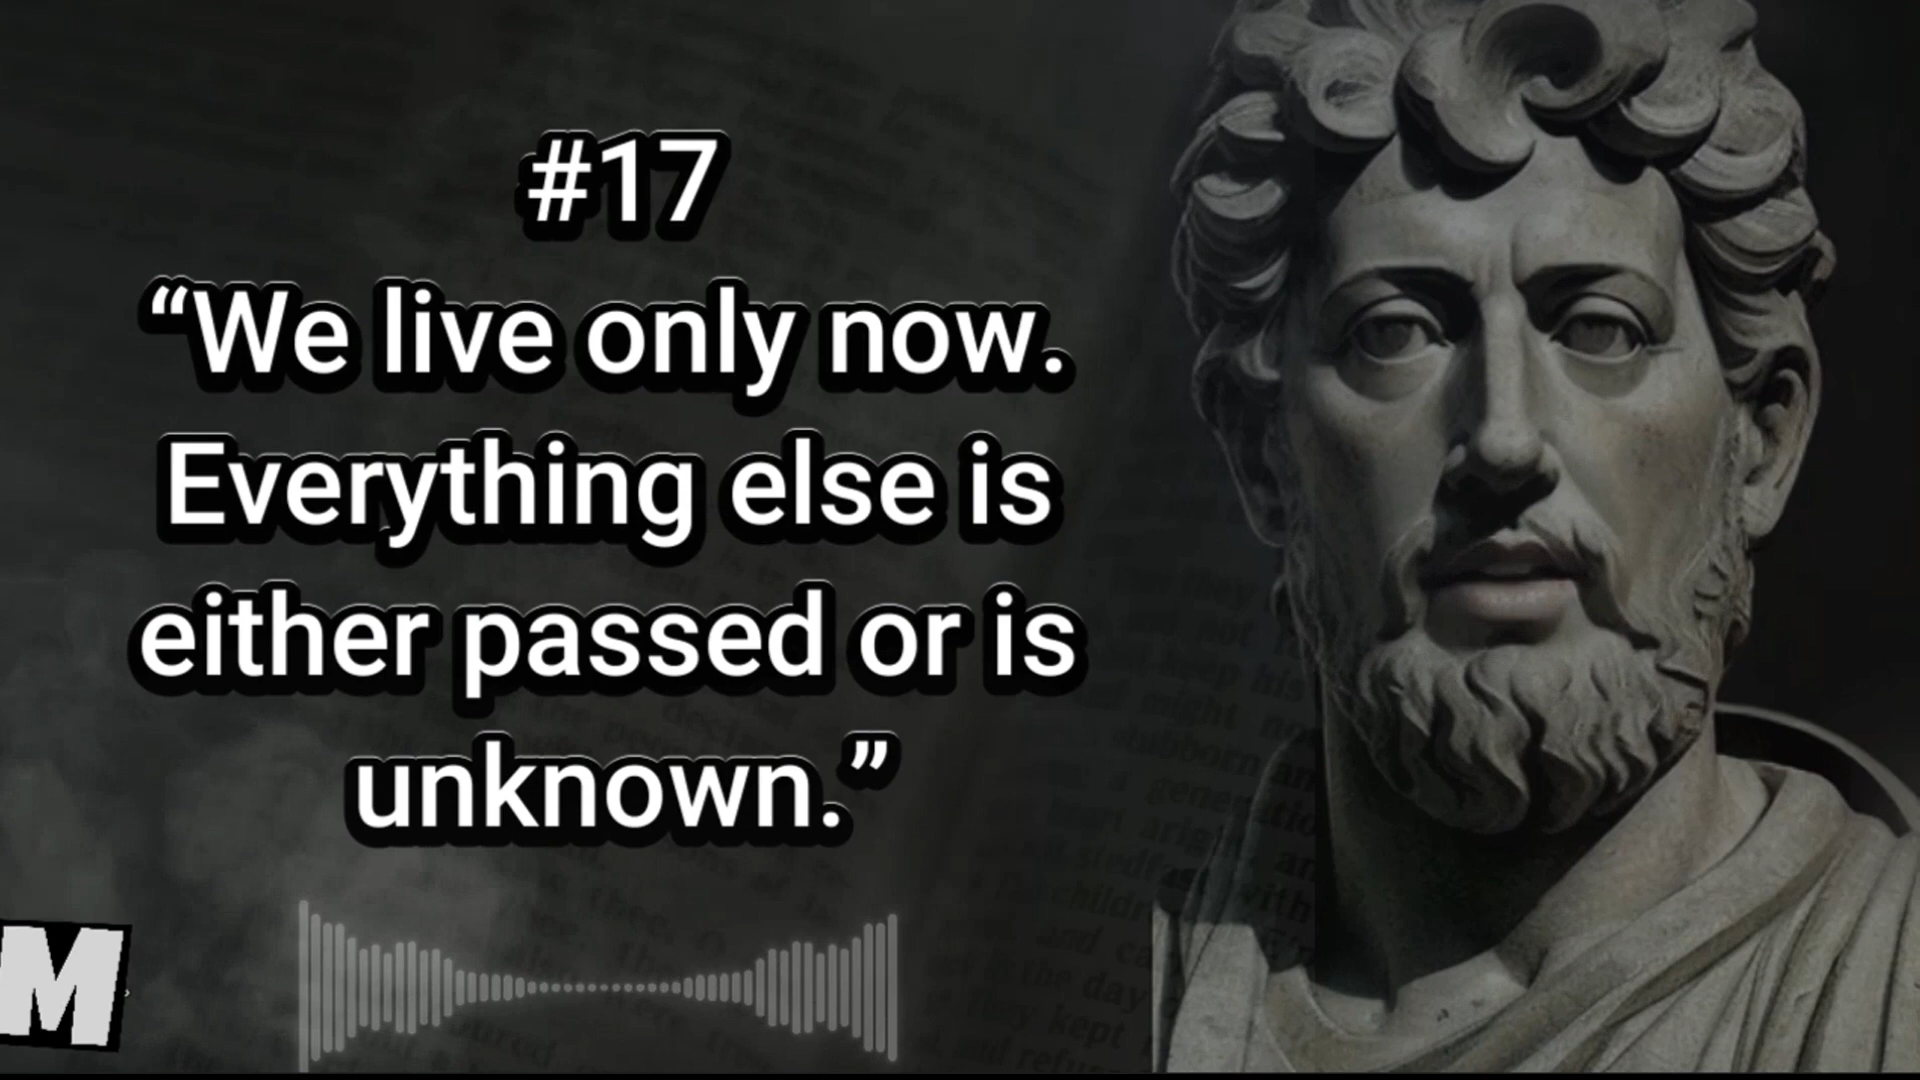 #17
“We live only now.
Everything else is
either passed or is
unknown.”
M